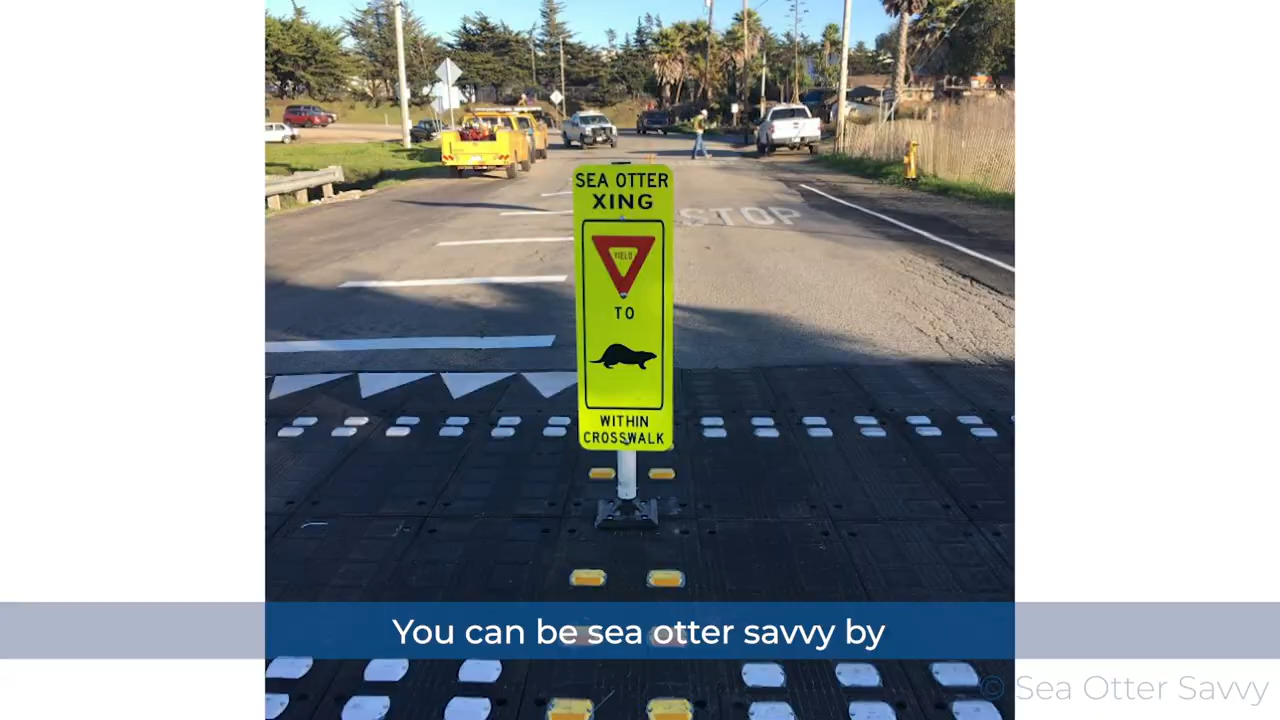 SEA OTTER
XING
YIELD
TO
WITHIN
CROSSWALK
STOP
You can be sea otter savvy by
© Sea Otter Savvy